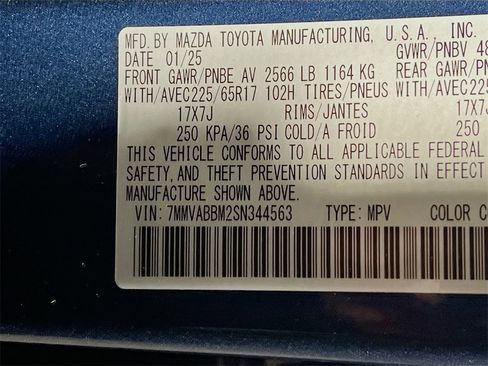 MFD.BY MAZDA TOYOTA MANUFACTURING, U.S.A., INC.
DATE 01/25 GVWR/PNBV 48
FRONT GAWR/PNBE AV 2566 LB 1164 KG REAR GAWR/PN
WITH/AVEC225/65R17 102H TIRES/PNEUS WITH/AVEC225
17X7J RIMS/JANTES 17X7J
250 KPA/36 PSI COLD/A FROID 250
THIS VEHICLE CONFORMS TO ALL APPLICABLE FEDERAL
SAFETY, AND THEFT PREVENTION STANDARDS IN EFFECT
MANUFACTURE SHOWN ABOVE.
VIN: 7MMVABBM2SN344563 TYPE: MPV COLOR C